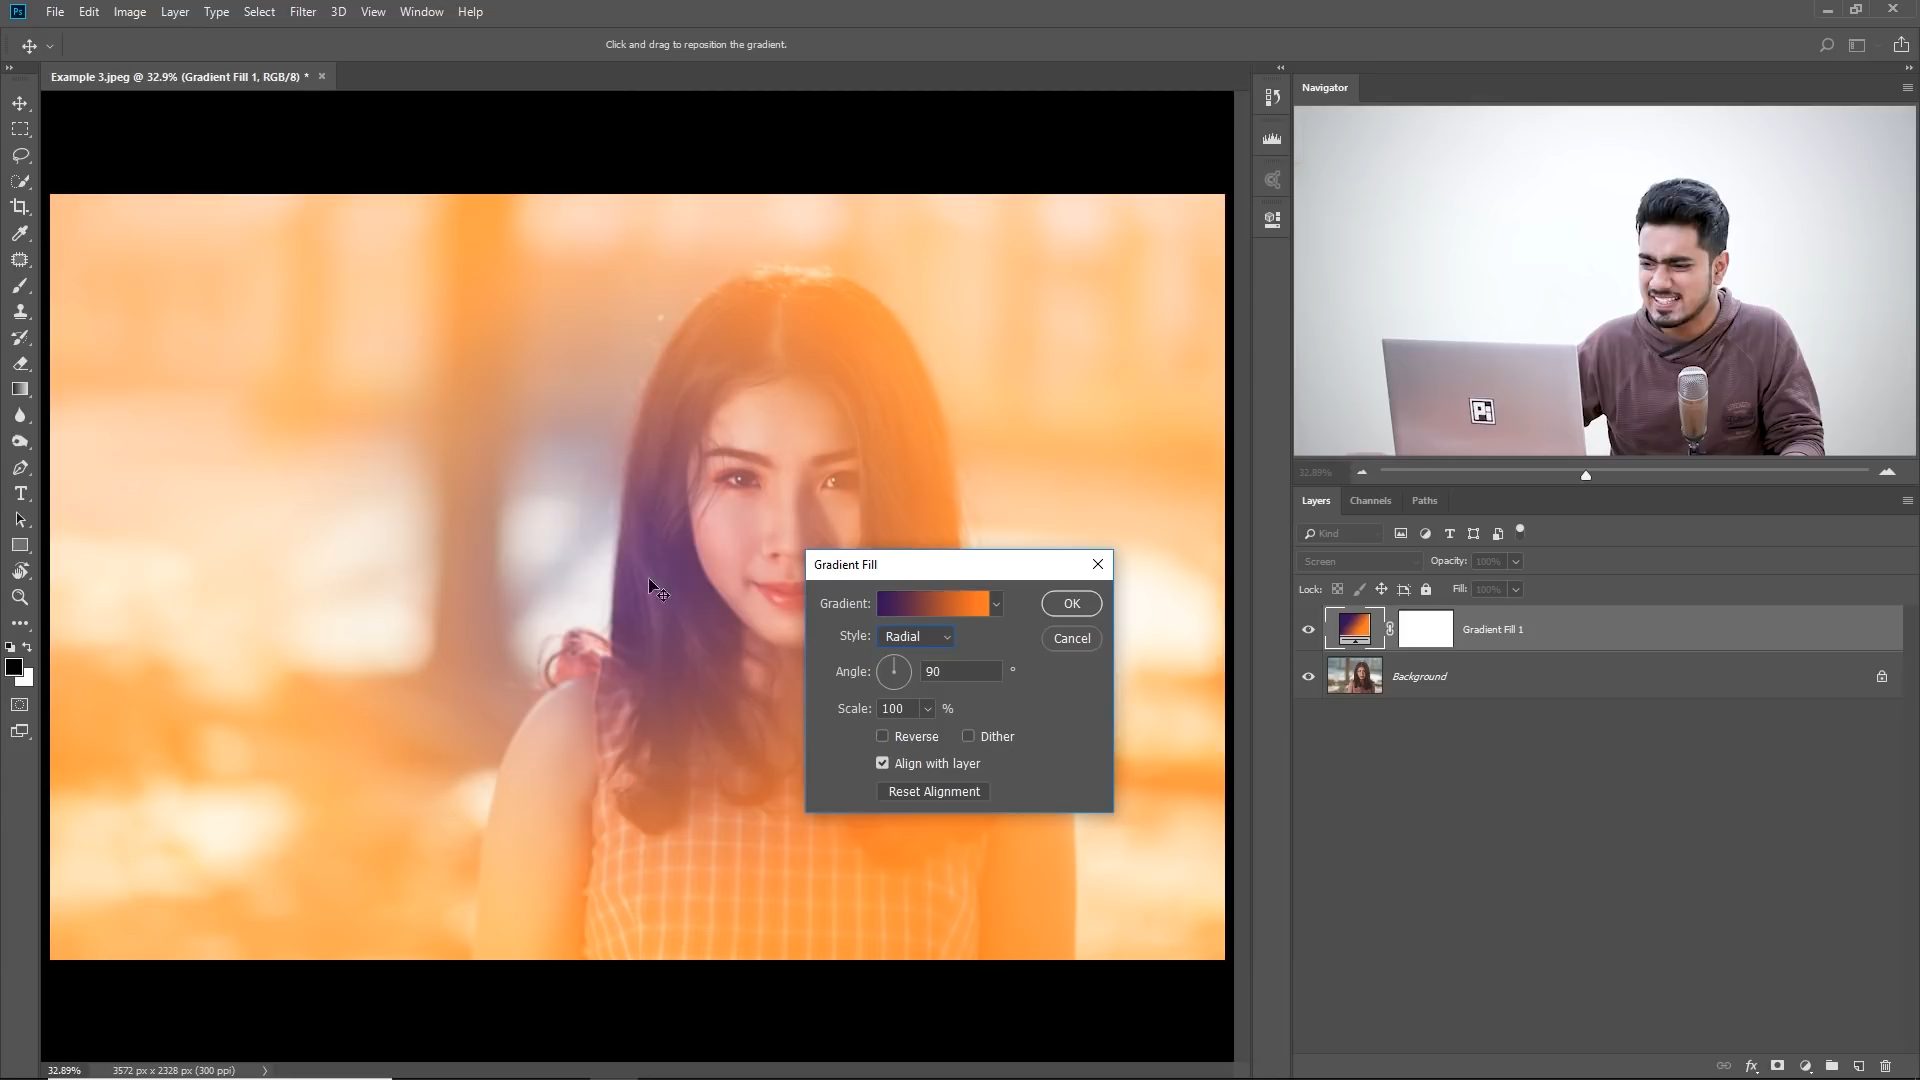 Ps File Edit Image Layer Type Select Filter 3D View Window Help
Click and drag to reposition the gradient.
Example 3.jpeg @ 32.9% (Gradient Fill 1, RGB/8) *
Navigator
32.89%
Layers Channels Paths
Kind
Screen Opacity: 100%
Lock: Fill: 100%
Gradient Fill 1
Background
Gradient Fill
Gradient: OK
Style: Radial Cancel
Angle: 90 °
Scale: 100 %
Reverse Dither
Align with layer
Reset Alignment
32.89% 3572 px x 2328 px (300 ppi)